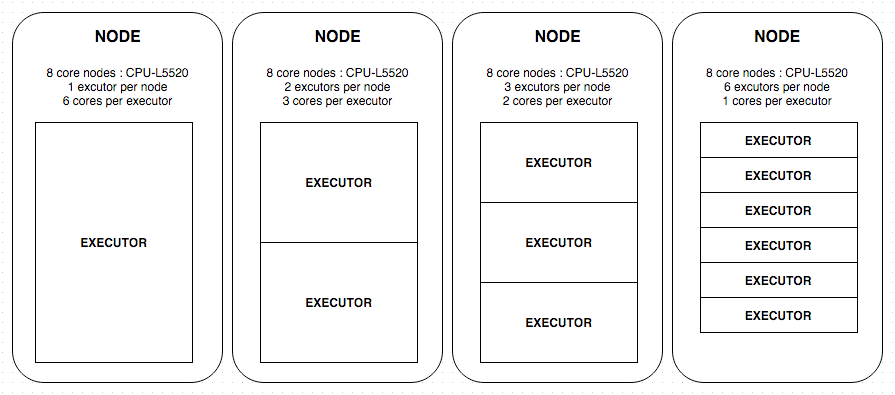 NODE
8 core nodes : CPU-L5520
1 excutor per node
6 cores per executor
EXECUTOR
NODE
8 core nodes : CPU-L5520
2 excutors per node
3 cores per executor
EXECUTOR
EXECUTOR
NODE
8 core nodes : CPU-L5520
3 excutors per node
2 cores per executor
EXECUTOR
EXECUTOR
EXECUTOR
NODE
8 core nodes : CPU-L5520
6 excutors per node
1 cores per executor
EXECUTOR
EXECUTOR
EXECUTOR
EXECUTOR
EXECUTOR
EXECUTOR